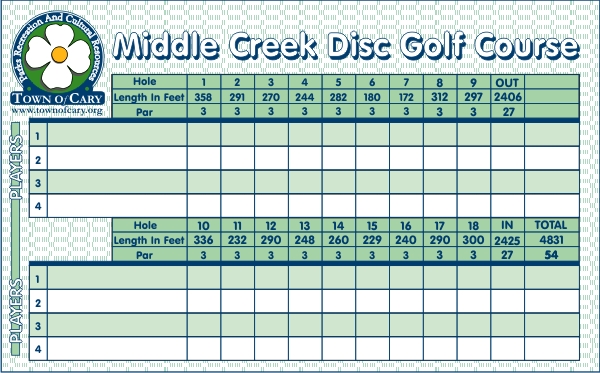 Parks Recreation And Cultural Resources
TOWN OF CARY
www.townofcary.org
Middle Creek Disc Golf Course
Hole 1 2 3 4 5 6 7 8 9 OUT
Length In Feet 358 291 270 244 282 180 172 312 297 2406
Par 3 3 3 3 3 3 3 3 3 27
PLAYERS
1
2
3
4
Hole 10 11 12 13 14 15 16 17 18 IN TOTAL
Length In Feet 336 232 290 248 260 229 240 290 300 2425 4831
Par 3 3 3 3 3 3 3 3 3 27 54
PLAYERS
1
2
3
4